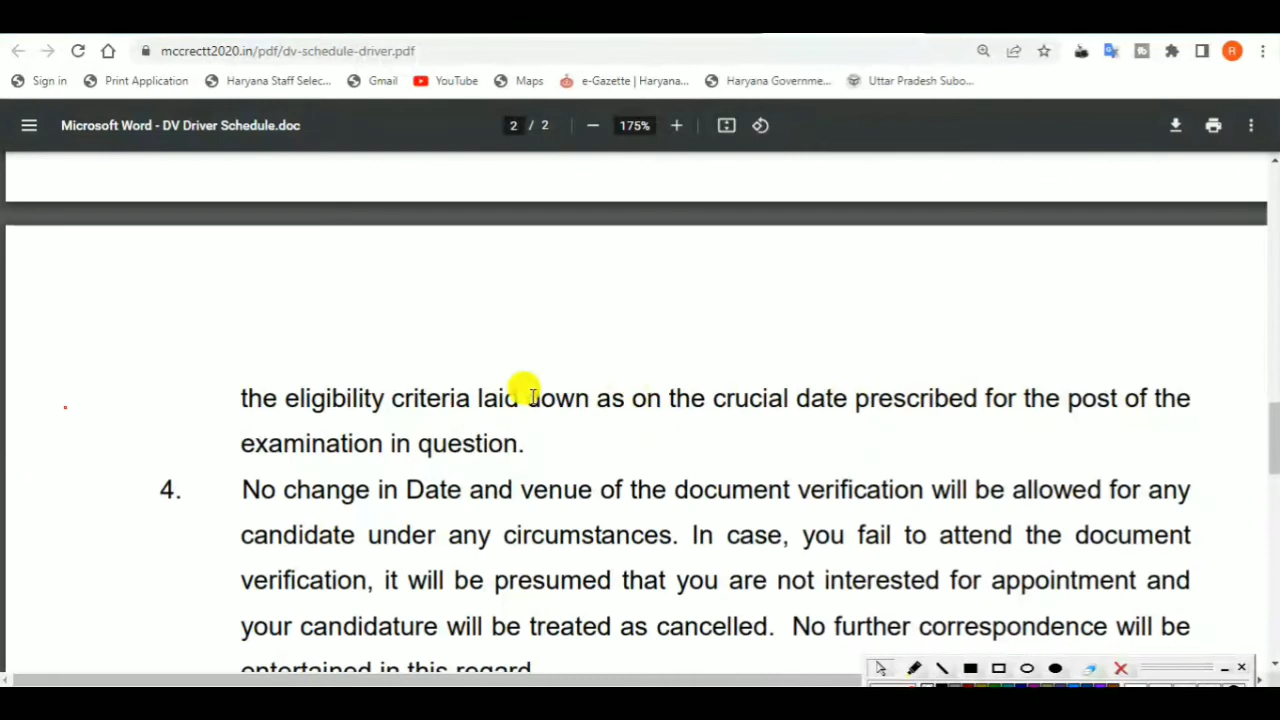 mccrectt2020.in/pdf/dv-schedule-driver.pdf
Sign in Print Application Haryana Staff Selec... Gmail YouTube Maps e-Gazette | Haryana... Haryana Governme... Uttar Pradesh Subo...
Microsoft Word - DV Driver Schedule.doc 2 / 2 175%
the eligibility criteria laid down as on the crucial date prescribed for the post of the
examination in question.
4. No change in Date and venue of the document verification will be allowed for any
candidate under any circumstances. In case, you fail to attend the document
verification, it will be presumed that you are not interested for appointment and
your candidature will be treated as cancelled. No further correspondence will be
entertained in this regard